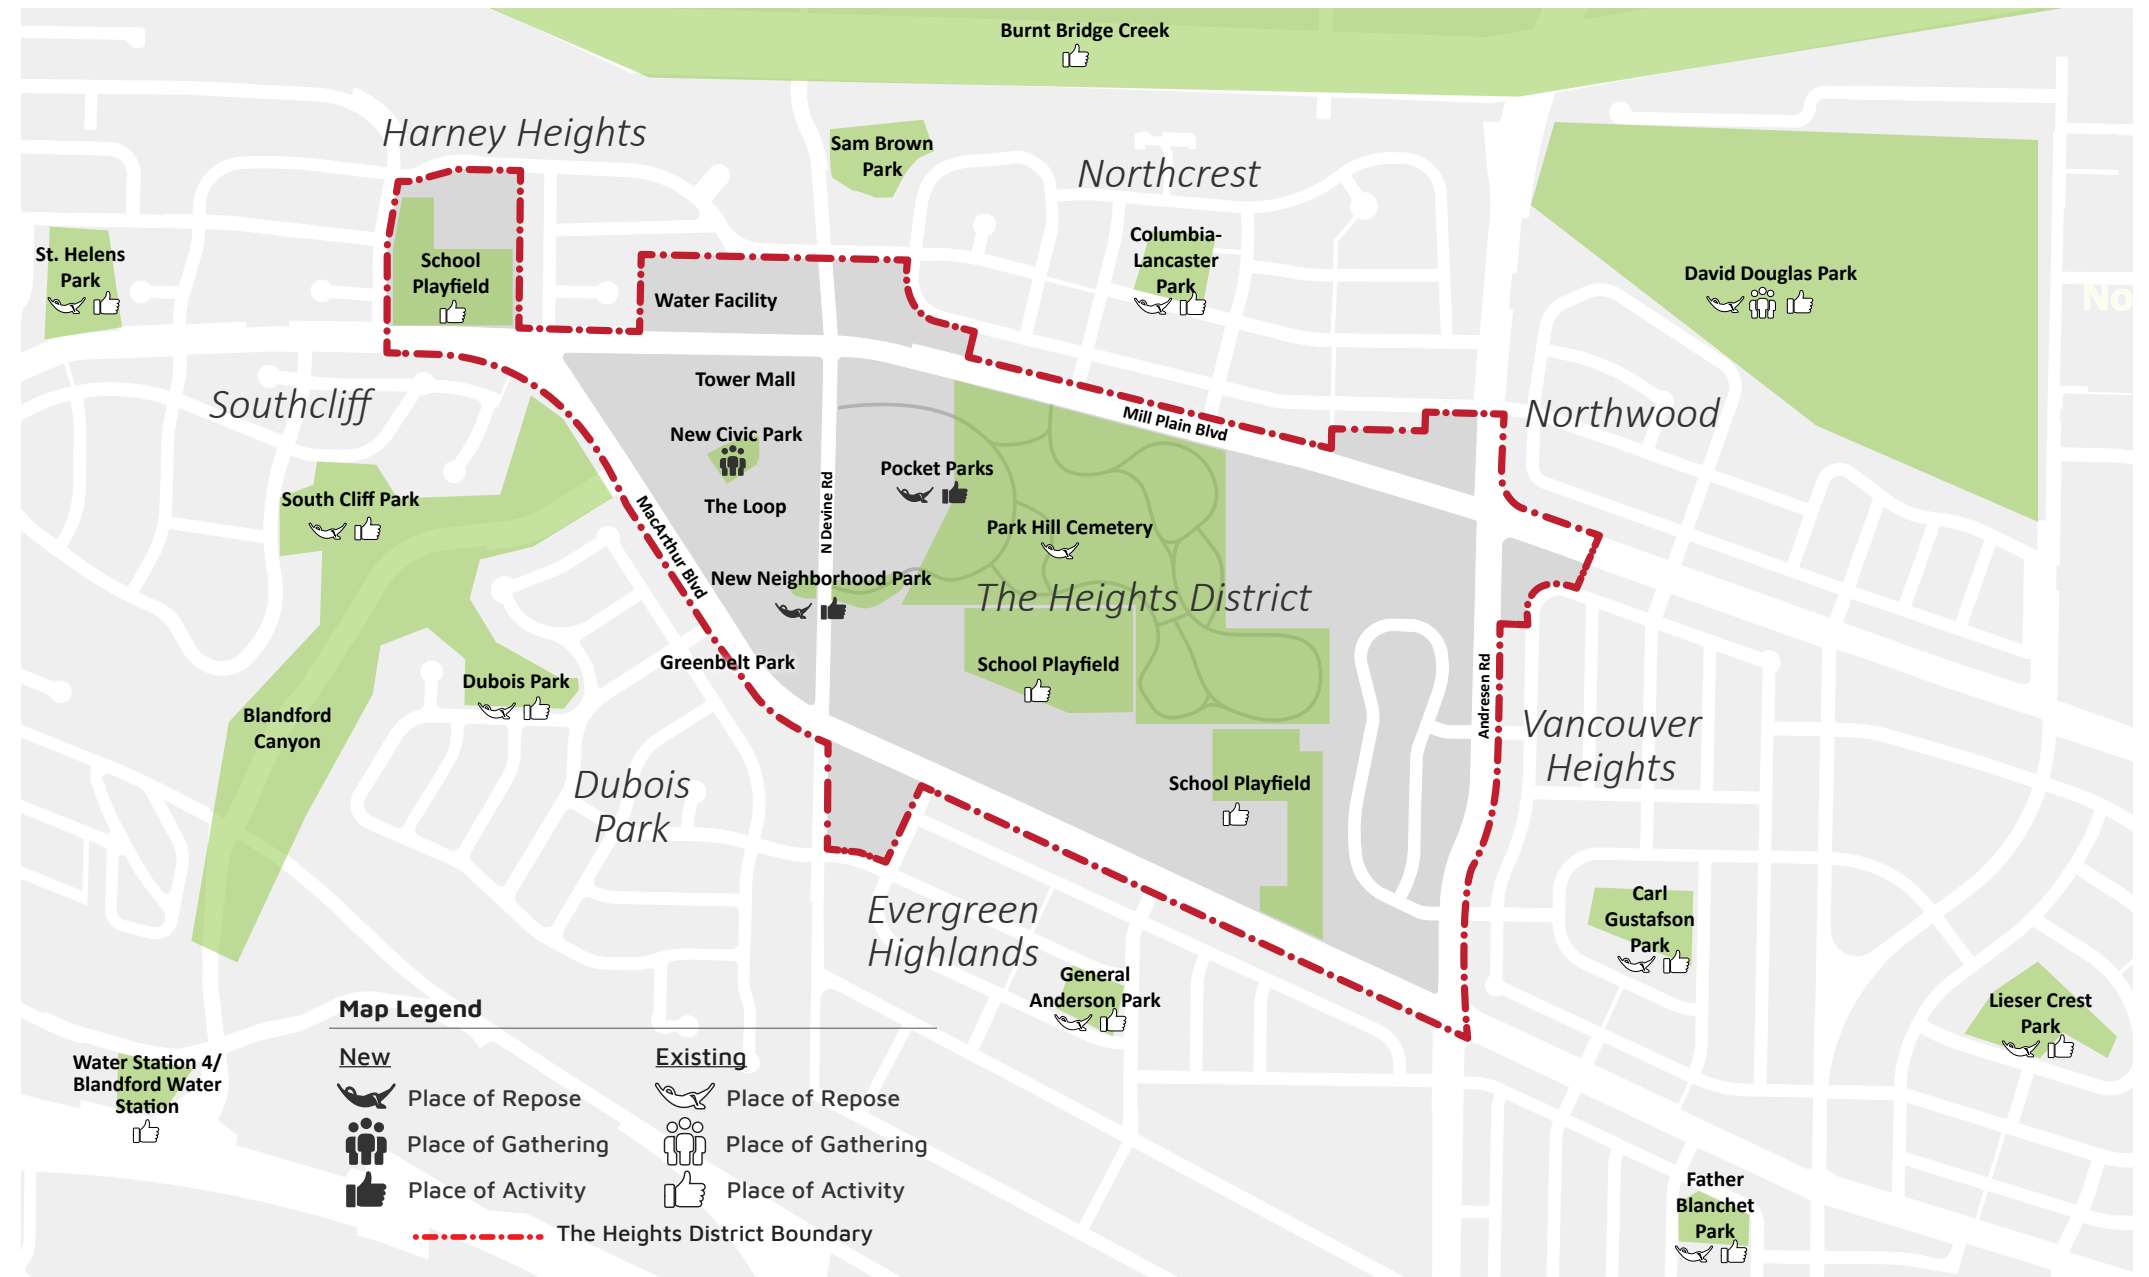 Burnt Bridge Creek
Harney Heights
Sam Brown
Park
Northcrest
St. Helens
Park
School
Playfield
Water Facility
Columbia-
Lancaster
Park
David Douglas Park
No
Southcliff
Tower Mall
Mill Plain Blvd
Northwood
New Civic Park
South Cliff Park
Pocket Parks
The Loop
N Devine Rd
MacArthur Blvd
Park Hill Cemetery
New Neighborhood Park
The Heights District
Greenbelt Park
School Playfield
Andresen Rd
Dubois Park
Blandford
Canyon
Vancouver
Heights
Dubois
Park
School Playfield
Evergreen
Highlands
Carl
Gustafson
Park
General
Anderson Park
Lieser Crest
Park
Water Station 4/
Blandford Water
Station
Father
Blanchet
Park
Map Legend
New
Existing
Place of Repose
Place of Repose
Place of Gathering
Place of Gathering
Place of Activity
Place of Activity
The Heights District Boundary